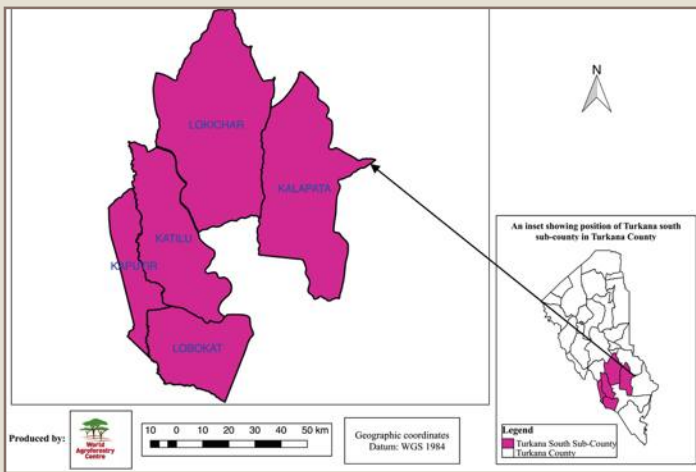 LOKICHAR
KALAPATA
KATILU
KAPUTIR
LOBOKAT
N
An inset showing position of Turkana south
sub-county in Turkana County
Legend
Turkana South Sub-County
Turkana County
Produced by:
World
Agroforestry
Centre
10 0 10 20 30 40 50 km
Geographic coordinates
Datum: WGS 1984